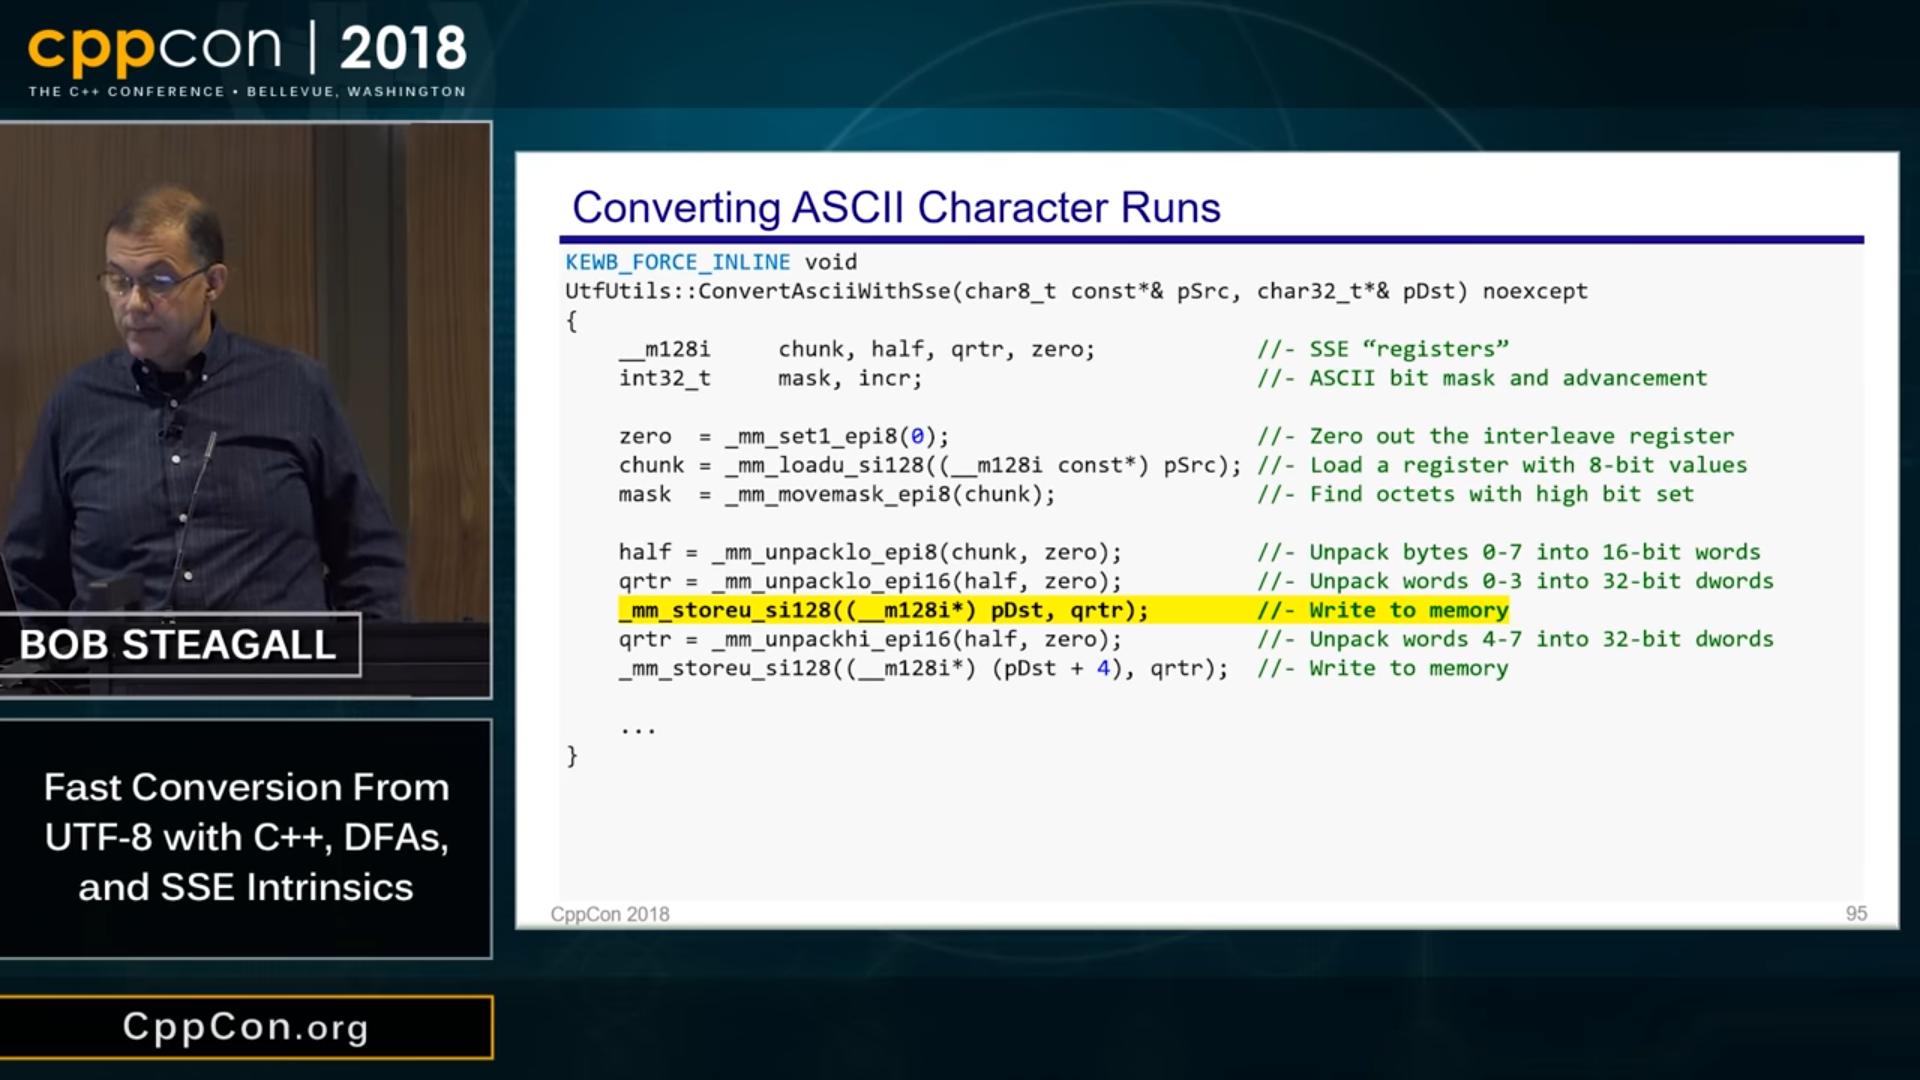 cppcon | 2018
THE C++ CONFERENCE • BELLEVUE, WASHINGTON
BOB STEAGALL
Fast Conversion From
UTF-8 with C++, DFAs,
and SSE Intrinsics
CppCon.org
Converting ASCII Character Runs
KEWB_FORCE_INLINE void
UtfUtils::ConvertAsciiWithSse(char8_t const*& pSrc, char32_t*& pDst) noexcept
{
    __m128i     chunk, half, qrtr, zero;            //- SSE “registers”
    int32_t     mask, incr;                         //- ASCII bit mask and advancement
    zero  = _mm_set1_epi8(0);                       //- Zero out the interleave register
    chunk = _mm_loadu_si128((__m128i const*) pSrc); //- Load a register with 8-bit values
    mask  = _mm_movemask_epi8(chunk);               //- Find octets with high bit set
    half = _mm_unpacklo_epi8(chunk, zero);          //- Unpack bytes 0-7 into 16-bit words
    qrtr = _mm_unpacklo_epi16(half, zero);          //- Unpack words 0-3 into 32-bit dwords
    _mm_storeu_si128((__m128i*) pDst, qrtr);        //- Write to memory
    qrtr = _mm_unpackhi_epi16(half, zero);          //- Unpack words 4-7 into 32-bit dwords
    _mm_storeu_si128((__m128i*) (pDst + 4), qrtr);  //- Write to memory
    ...
}
CppCon 2018
95